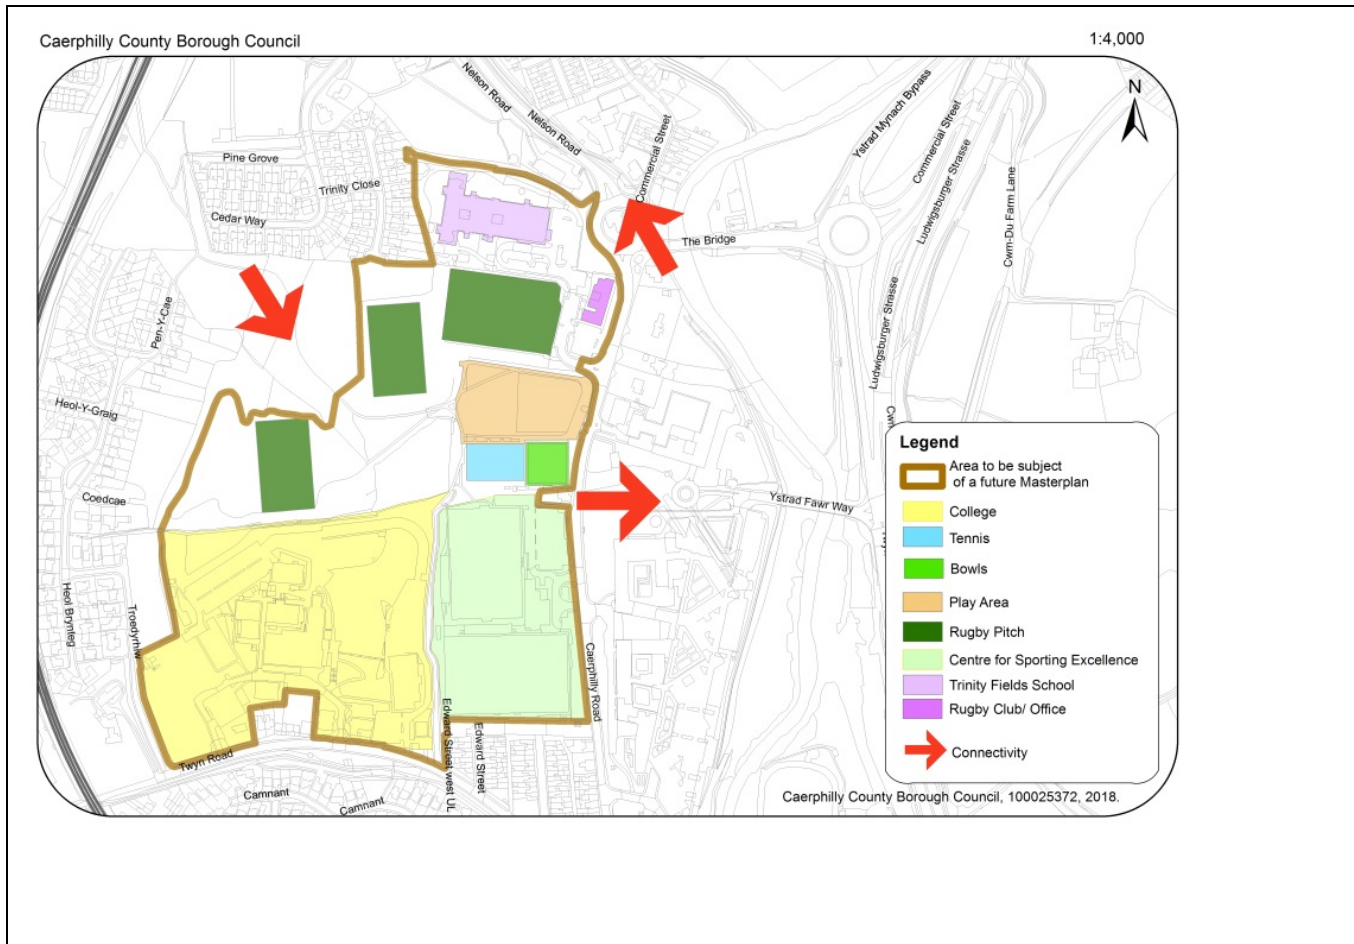 Caerphilly County Borough Council
1:4,000
N
Nelson Road
Nelson Road
Commercial Street
Ystrad Mynach Bypass
Commercial Street
Ludwigsburger Strasse
Cwm-Du Farm Lane
Pine Grove
Trinity Close
Cedar Way
The Bridge
Pen-Y-Cae
Ludwigsburger Strasse
Heol-Y-Graig
Coedcae
Ystrad Fawr Way
Heol Brynteg
Troedyrhiw
Caerphilly Road
Edward Street west UL
Edward Street
Twyn Road
Camnant
Camnant
Legend
Area to be subject
of a future Masterplan
College
Tennis
Bowls
Play Area
Rugby Pitch
Centre for Sporting Excellence
Trinity Fields School
Rugby Club/ Office
Connectivity
Caerphilly County Borough Council, 100025372, 2018.